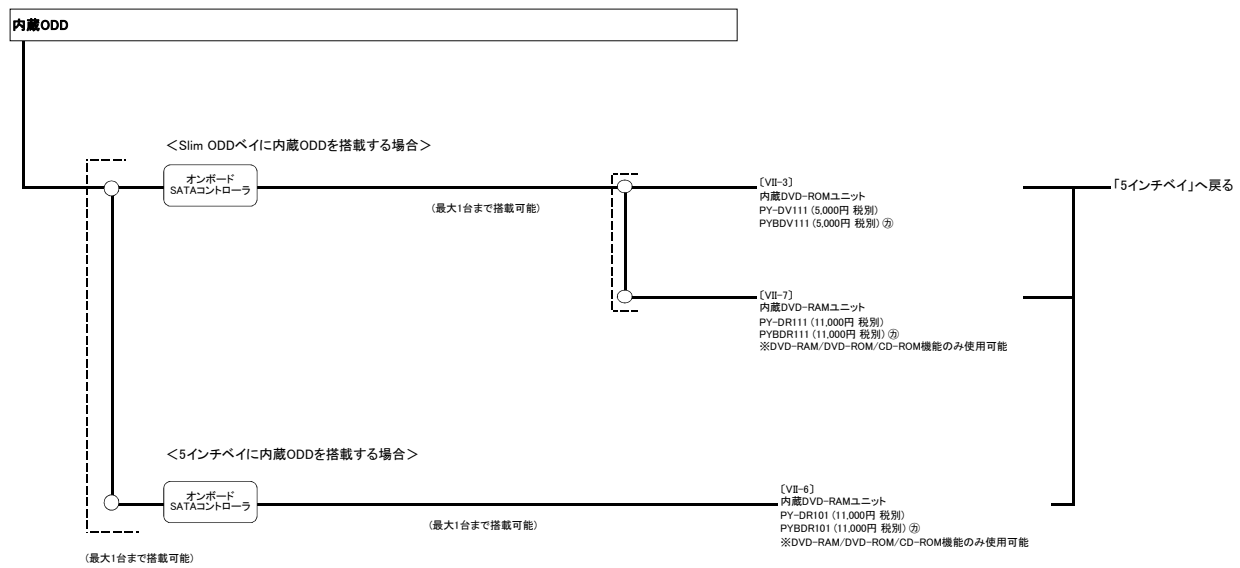 内蔵ODD
＜Slim ODDベイに内蔵ODDを搭載する場合＞
オンボード
SATAコントローラ
(最大1台まで搭載可能)
〔VII-3〕
内蔵DVD-ROMユニット
PY-DV111 (5,000円 税別)
PYBDV111 (5,000円 税別) ㋕
「5インチベイ」へ戻る
〔VII-7〕
内蔵DVD-RAMユニット
PY-DR111 (11,000円 税別)
PYBDR111 (11,000円 税別) ㋕
※DVD-RAM/DVD-ROM/CD-ROM機能のみ使用可能
＜5インチベイに内蔵ODDを搭載する場合＞
オンボード
SATAコントローラ
(最大1台まで搭載可能)
〔VII-6〕
内蔵DVD-RAMユニット
PY-DR101 (11,000円 税別)
PYBDR101 (11,000円 税別) ㋕
※DVD-RAM/DVD-ROM/CD-ROM機能のみ使用可能
(最大1台まで搭載可能)